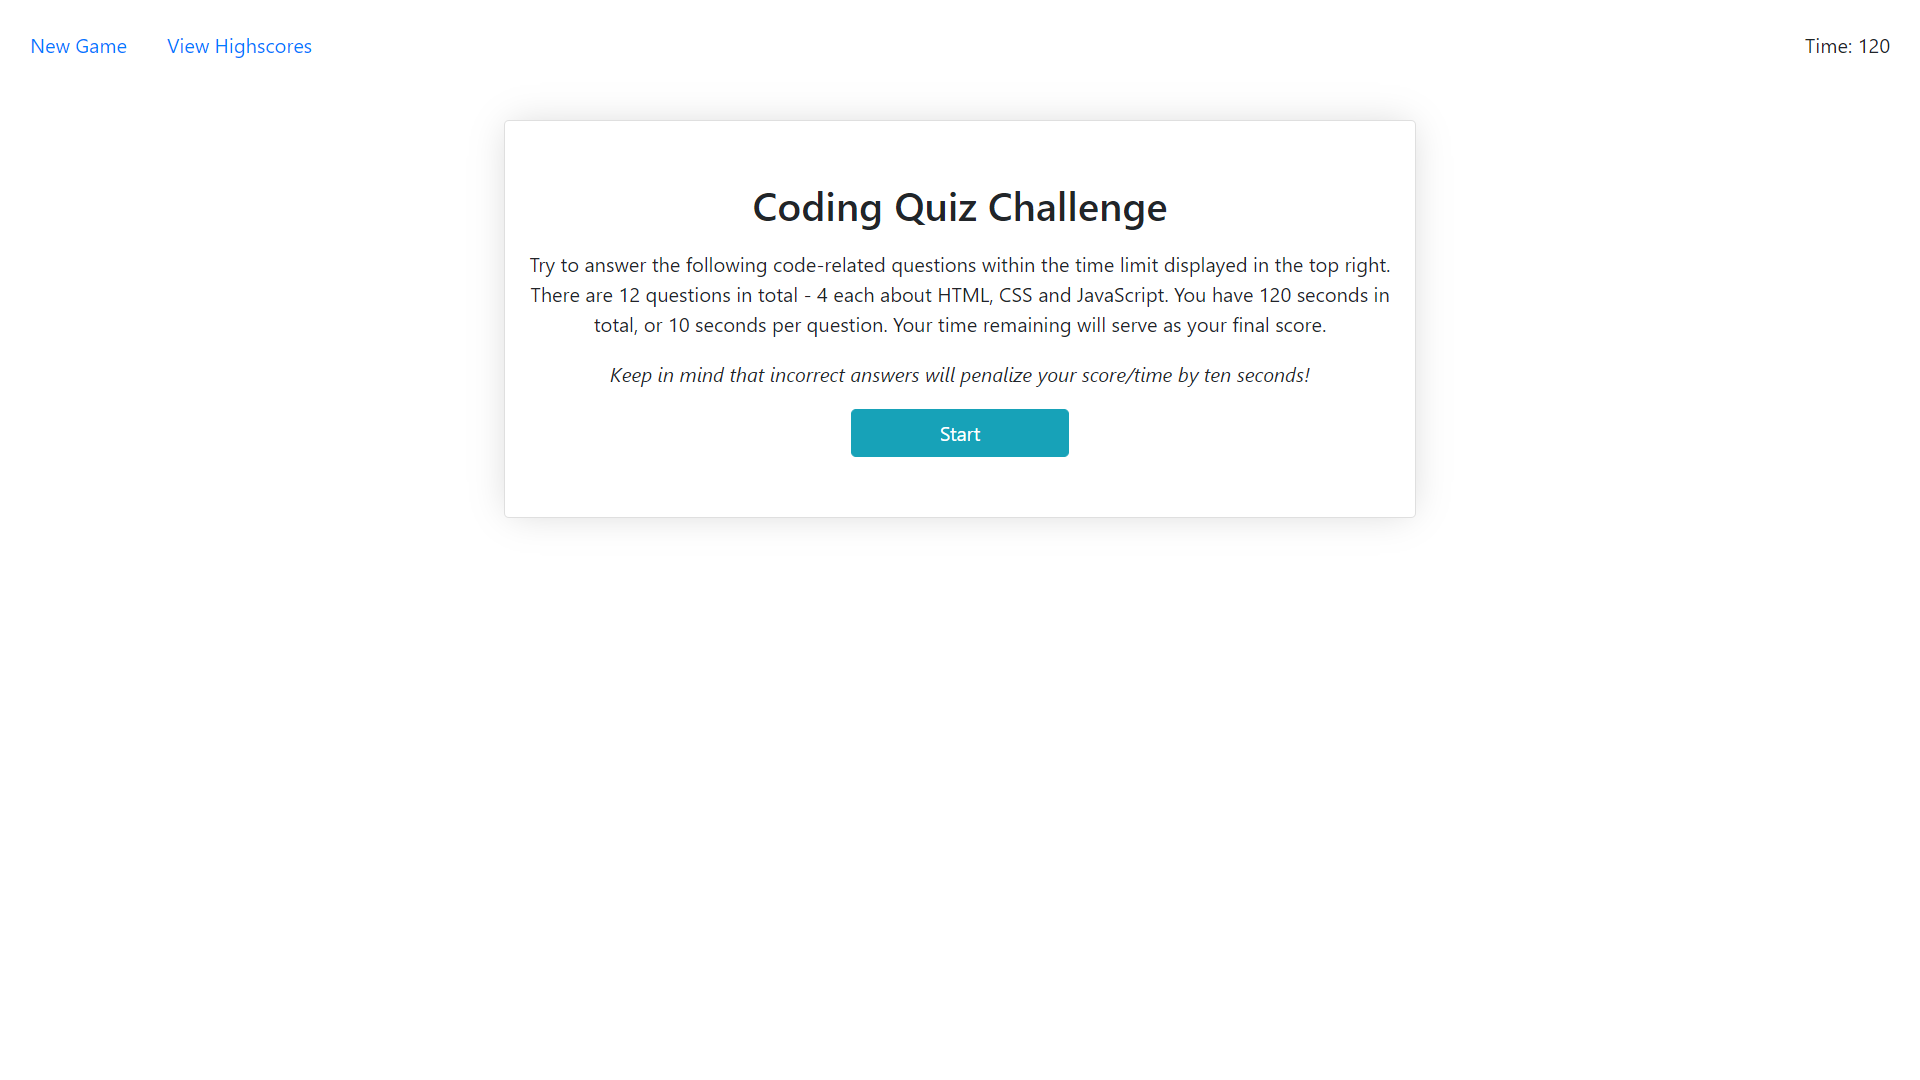 New Game View Highscores Time: 120
Coding Quiz Challenge
Try to answer the following code-related questions within the time limit displayed in the top right.
There are 12 questions in total - 4 each about HTML, CSS and JavaScript. You have 120 seconds in
total, or 10 seconds per question. Your time remaining will serve as your final score.
Keep in mind that incorrect answers will penalize your score/time by ten seconds!
Start